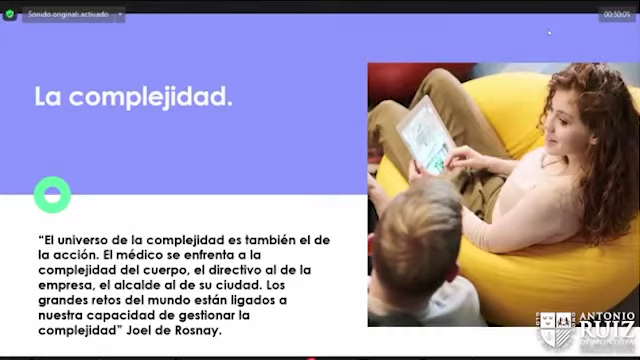 Sonido original: activado
00:50:05
La complejidad.
“El universo de la complejidad es también el de
la acción. El médico se enfrenta a la
complejidad del cuerpo, el directivo al de la
empresa, el alcalde al de su ciudad. Los
grandes retos del mundo están ligados a
nuestra capacidad de gestionar la
complejidad” Joel de Rosnay.
ANTONIO
RUIZ
DE MONTOYA